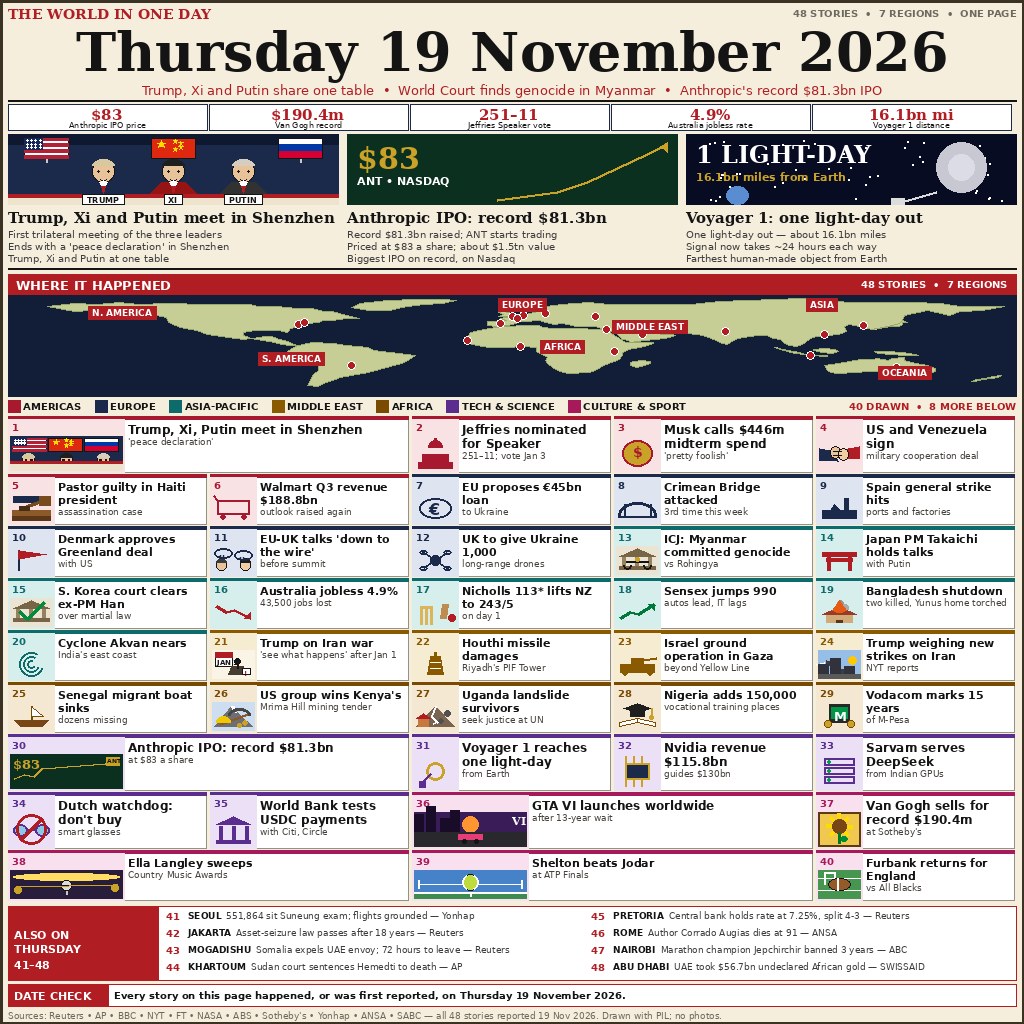 THE WORLD IN ONE DAY
48 STORIES • 7 REGIONS • ONE PAGE
Thursday 19 November 2026
Trump, Xi and Putin share one table • World Court finds genocide in Myanmar • Anthropic's record $81.3bn IPO
$83
Anthropic IPO price
$190.4m
Van Gogh record
251–11
Jeffries Speaker vote
4.9%
Australia jobless rate
16.1bn mi
Voyager 1 distance
TRUMP
XI
PUTIN
Trump, Xi and Putin meet in Shenzhen
First trilateral meeting of the three leaders
Ends with a 'peace declaration' in Shenzhen
Trump, Xi and Putin at one table
$83
ANT • NASDAQ
Anthropic IPO: record $81.3bn
Record $81.3bn raised; ANT starts trading
Priced at $83 a share; about $1.5tn value
Biggest IPO on record, on Nasdaq
1 LIGHT-DAY
16.1bn miles from Earth
Voyager 1: one light-day out
One light-day out — about 16.1bn miles
Signal now takes ~24 hours each way
Farthest human-made object from Earth
WHERE IT HAPPENED
48 STORIES • 7 REGIONS
N. AMERICA
EUROPE
ASIA
MIDDLE EAST
AFRICA
S. AMERICA
OCEANIA
AMERICAS
EUROPE
ASIA-PACIFIC
MIDDLE EAST
AFRICA
TECH & SCIENCE
CULTURE & SPORT
40 DRAWN • 8 MORE BELOW
1
Trump, Xi, Putin meet in Shenzhen
'peace declaration'
2
Jeffries nominated
for Speaker
251–11; vote Jan 3
3
$
Musk calls $446m
midterm spend
'pretty foolish'
4
US and Venezuela
sign
military cooperation deal
5
Pastor guilty in Haiti
president
assassination case
6
Walmart Q3 revenue
$188.8bn
outlook raised again
7
€
EU proposes €45bn
loan
to Ukraine
8
Crimean Bridge
attacked
3rd time this week
9
Spain general strike
hits
ports and factories
10
Denmark approves
Greenland deal
with US
11
EU-UK talks 'down to
the wire'
before summit
12
UK to give Ukraine
1,000
long-range drones
13
ICJ: Myanmar
committed genocide
vs Rohingya
14
Japan PM Takaichi
holds talks
with Putin
15
S. Korea court clears
ex-PM Han
over martial law
16
Australia jobless 4.9%
43,500 jobs lost
17
Nicholls 113* lifts NZ
to 243/5
on day 1
18
Sensex jumps 990
autos lead, IT lags
19
Bangladesh shutdown
two killed, Yunus home torched
20
Cyclone Akvan nears
India's east coast
21
JAN
Trump on Iran war
'see what happens' after Jan 1
22
Houthi missile
damages
Riyadh's PIF Tower
23
Israel ground
operation in Gaza
beyond Yellow Line
24
Trump weighing new
strikes on Iran
NYT reports
25
Senegal migrant boat
sinks
dozens missing
26
US group wins Kenya's
Mrima Hill mining tender
27
Uganda landslide
survivors
seek justice at UN
28
Nigeria adds 150,000
vocational training places
29
M
Vodacom marks 15
years
of M-Pesa
30
$83
ANT
Anthropic IPO: record $81.3bn
at $83 a share
31
Voyager 1 reaches
one light-day
from Earth
32
Nvidia revenue
$115.8bn
guides $130bn
33
Sarvam serves
DeepSeek
from Indian GPUs
34
Dutch watchdog:
don't buy
smart glasses
35
World Bank tests
USDC payments
with Citi, Circle
36
VI
GTA VI launches worldwide
after 13-year wait
37
Van Gogh sells for
record $190.4m
at Sotheby's
38
Ella Langley sweeps
Country Music Awards
39
Shelton beats Jodar
at ATP Finals
40
Furbank returns for
England
vs All Blacks
ALSO ON
THURSDAY
41–48
41 SEOUL 551,864 sit Suneung exam; flights grounded — Yonhap
42 JAKARTA Asset-seizure law passes after 18 years — Reuters
43 MOGADISHU Somalia expels UAE envoy; 72 hours to leave — Reuters
44 KHARTOUM Sudan court sentences Hemedti to death — AP
45 PRETORIA Central bank holds rate at 7.25%, split 4-3 — Reuters
46 ROME Author Corrado Augias dies at 91 — ANSA
47 NAIROBI Marathon champion Jepchirchir banned 3 years — ABC
48 ABU DHABI UAE took $56.7bn undeclared African gold — SWISSAID
DATE CHECK
Every story on this page happened, or was first reported, on Thursday 19 November 2026.
Sources: Reuters • AP • BBC • NYT • FT • NASA • ABS • Sotheby's • Yonhap • ANSA • SABC — all 48 stories reported 19 Nov 2026. Drawn with PIL; no photos.